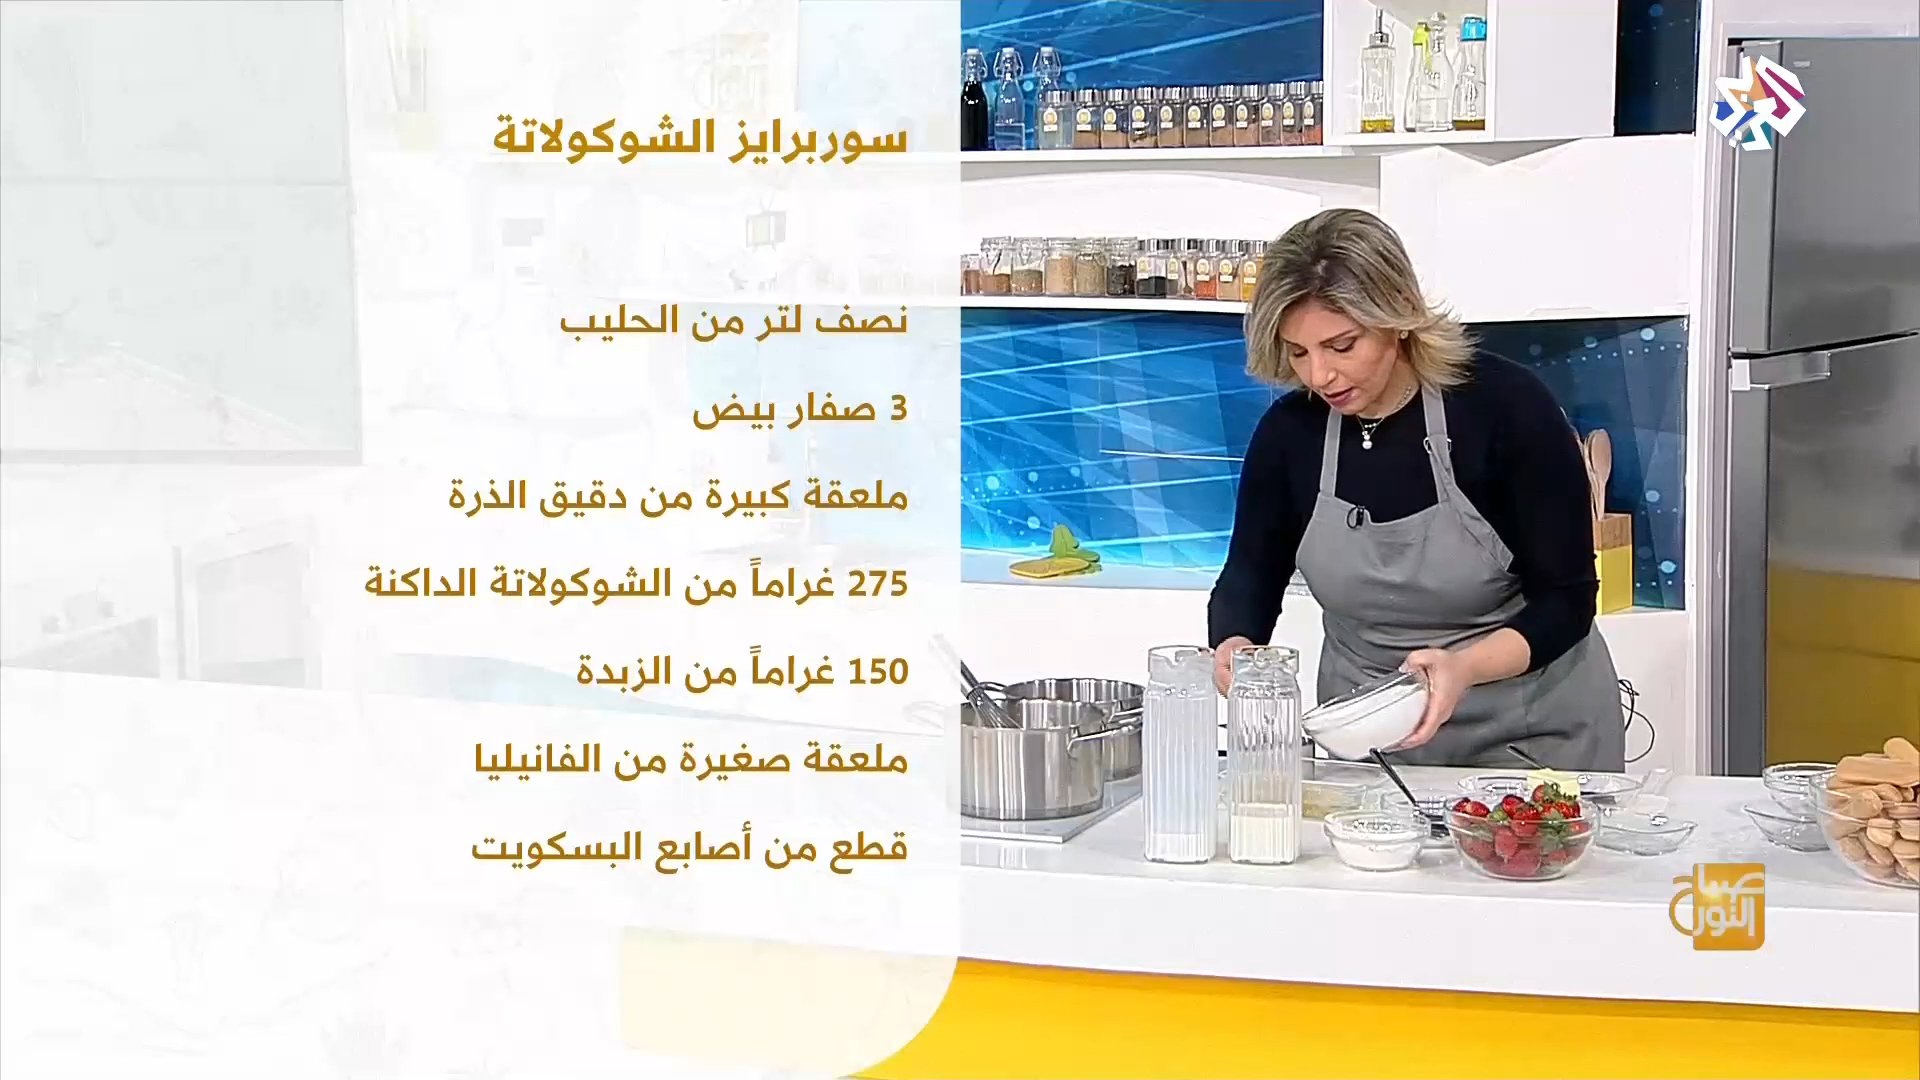 سوربرايز الشوكولاتة
نصف لتر من الحليب
3 صفار بيض
ملعقة كبيرة من دقيق الذرة
275 غراماً من الشوكولاتة الداكنة
150 غراماً من الزبدة
ملعقة صغيرة من الفانيليا
قطع من أصابع البسكويت
صباح
النور